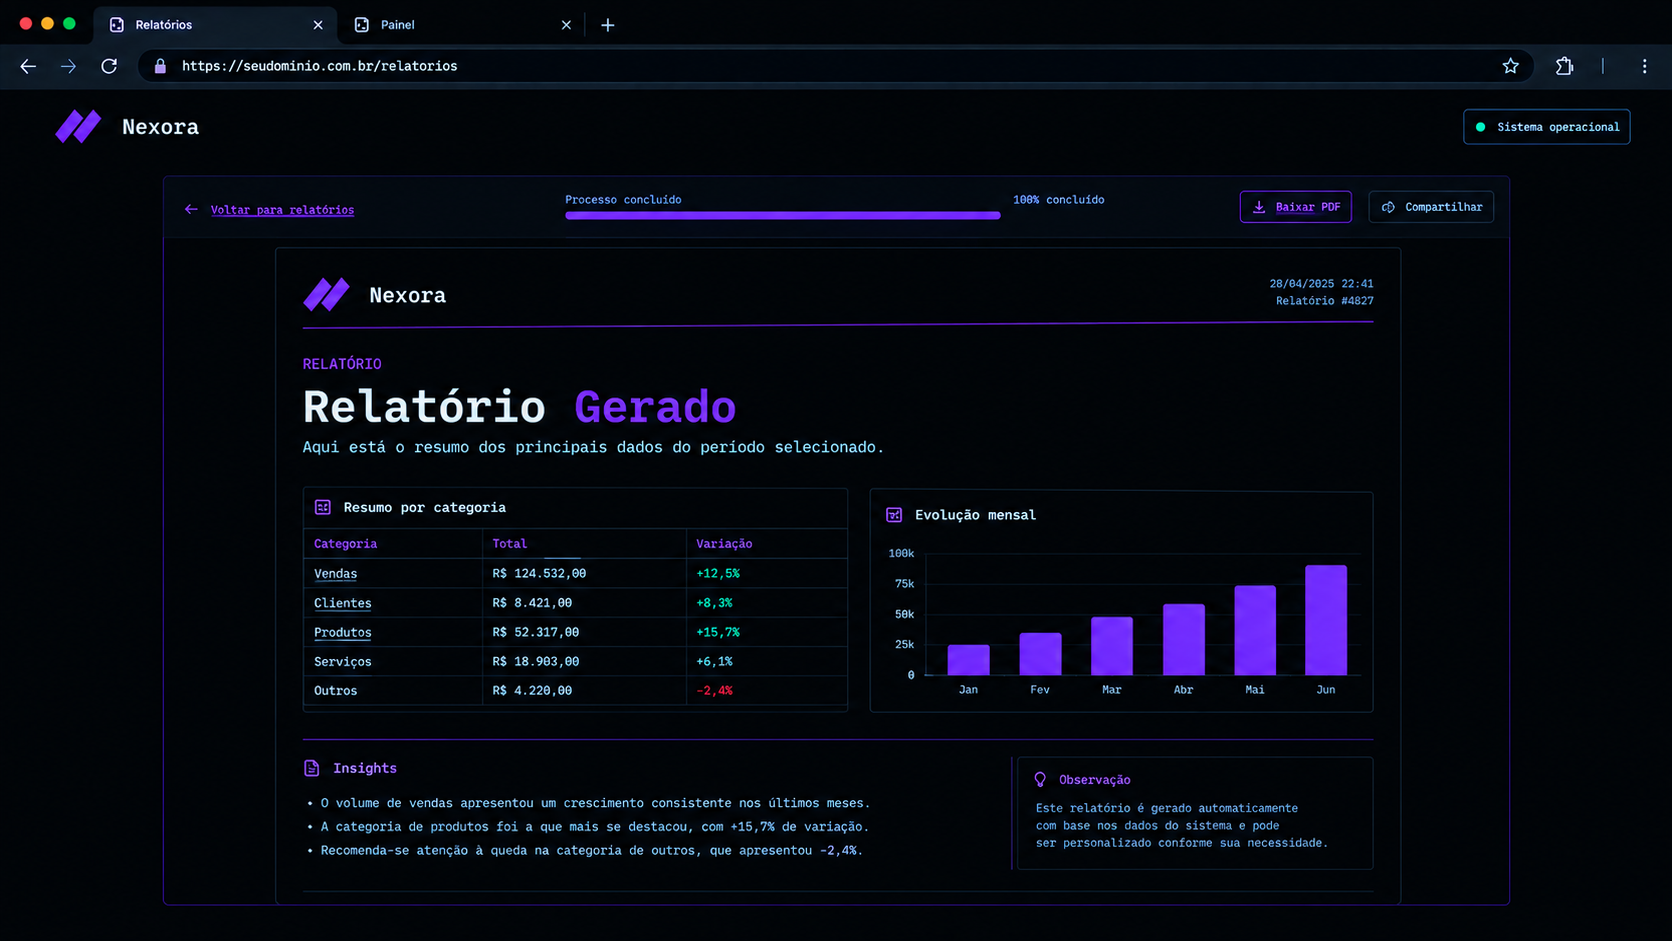 Relatórios
Painel
https://seudominio.com.br/relatorios
Nexora
Sistema operacional
Voltar para relatórios
Processo concluído
100% concluído
Baixar PDF
Compartilhar
Nexora
28/04/2025 22:41
Relatório #4827
RELATÓRIO
Relatório Gerado
Aqui está o resumo dos principais dados do período selecionado.
Resumo por categoria
Categoria Total Variação
Vendas R$ 124.532,00 +12,5%
Clientes R$ 8.421,00 +8,3%
Produtos R$ 52.317,00 +15,7%
Serviços R$ 18.903,00 +6,1%
Outros R$ 4.220,00 -2,4%
Evolução mensal
100k
75k
50k
25k
0
Jan Fev Mar Abr Mai Jun
Insights
• O volume de vendas apresentou um crescimento consistente nos últimos meses.
• A categoria de produtos foi a que mais se destacou, com +15,7% de variação.
• Recomenda-se atenção à queda na categoria de outros, que apresentou -2,4%.
Observação
Este relatório é gerado automaticamente
com base nos dados do sistema e pode
ser personalizado conforme sua necessidade.